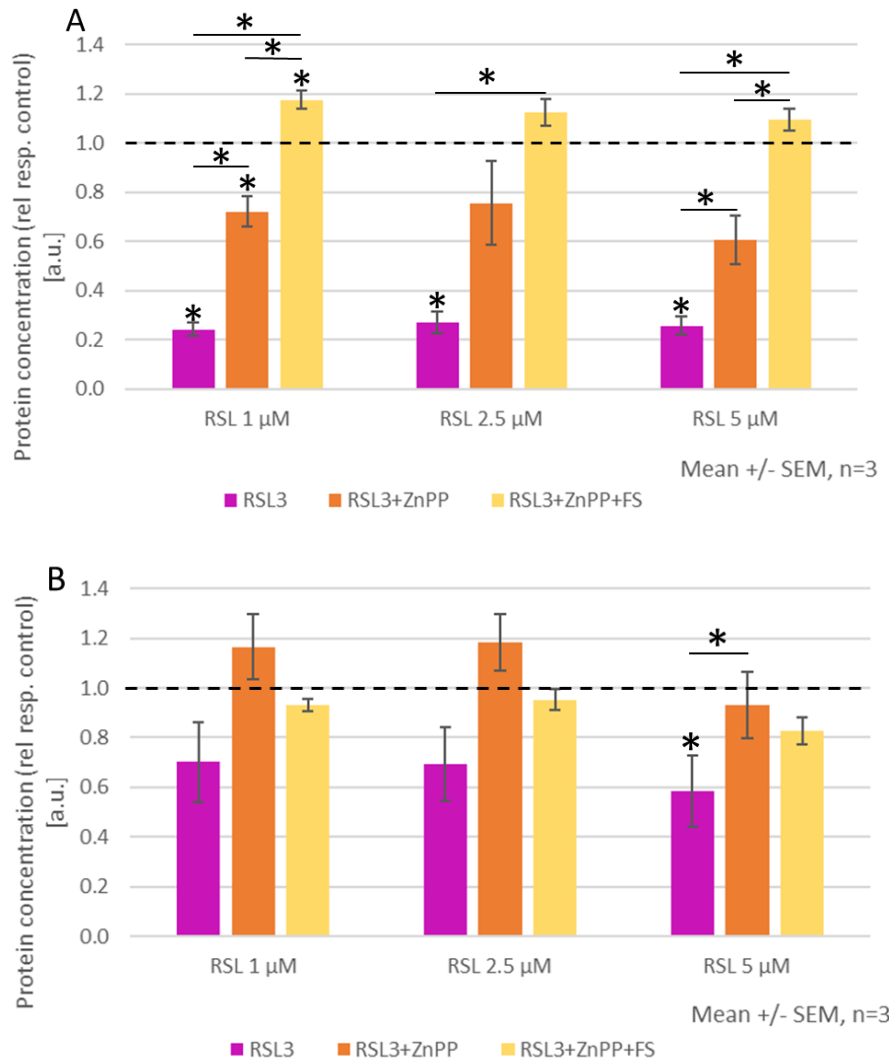 A
Protein concentration (rel resp. control)
[a.u.]
* * *
1.4
1.2
1.0
0.8
0.6
0.4
0.2
0.0
* * *
* *
* * *
*
*
* *
* * *
RSL 1 µM RSL 2.5 µM RSL 5 µM
Mean +/- SEM, n=3
RSL3 RSL3+ZnPP RSL3+ZnPP+FS
B
Protein concentration (rel resp. control)
[a.u.]
1.4
1.2
1.0
0.8
0.6
0.4
0.2
0.0
*
*
RSL 1 µM RSL 2.5 µM RSL 5 µM
Mean +/- SEM, n=3
RSL3 RSL3+ZnPP RSL3+ZnPP+FS